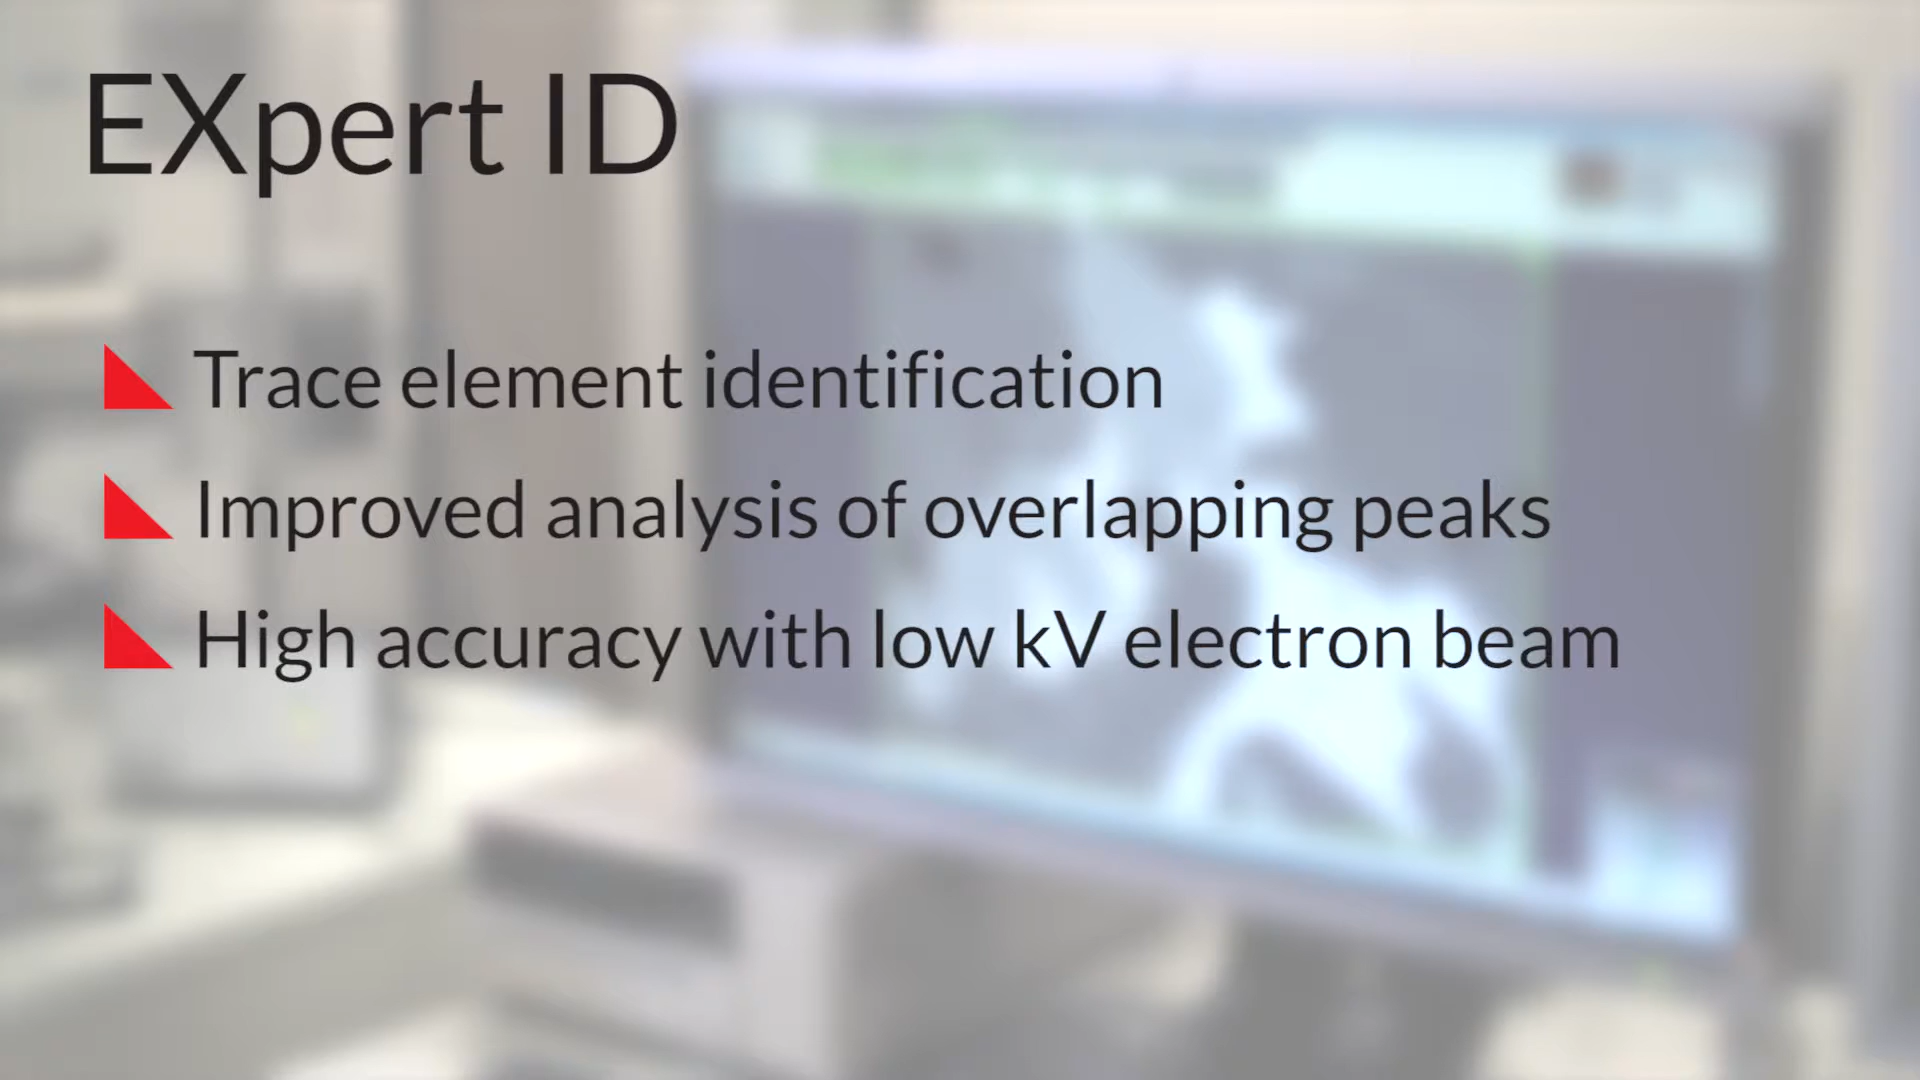 EXpert ID
Trace element identification
Improved analysis of overlapping peaks
High accuracy with low kV electron beam